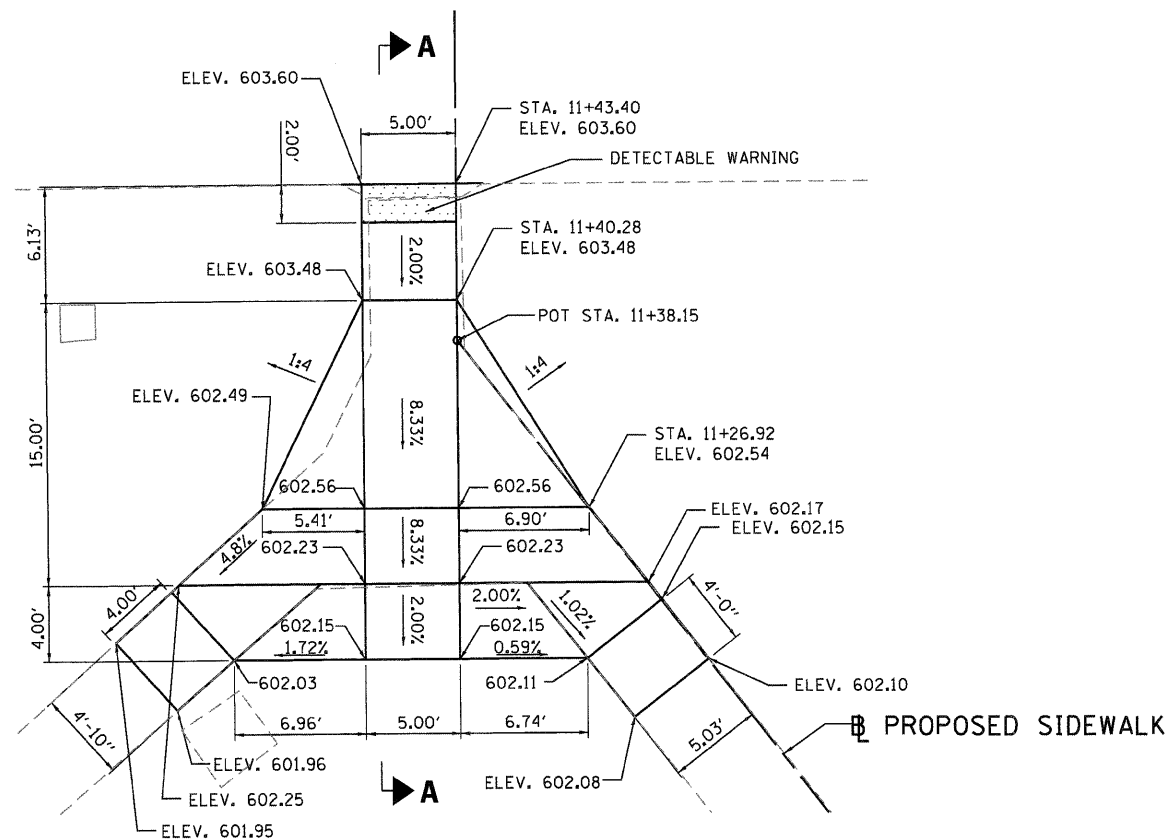 A
ELEV. 603.60
STA. 11+43.40
ELEV. 603.60
5.00'
2.00'
DETECTABLE WARNING
6.13'
STA. 11+40.28
ELEV. 603.48
2.00%
ELEV. 603.48
POT STA. 11+38.15
1:4
1:4
ELEV. 602.49
8.33%
15.00'
STA. 11+26.92
ELEV. 602.54
602.56
602.56
5.41'
6.90'
ELEV. 602.17
ELEV. 602.15
4.8%
8.33%
602.23
602.23
4.00'
4.00'
2.00%
2.00%
1.02%
4'-0"
602.15
602.15
1.72%
0.59%
602.03
602.11
ELEV. 602.10
6.96'
5.00'
6.74'
4'-10"
5.03'
BL PROPOSED SIDEWALK
ELEV. 601.96
A
ELEV. 602.08
ELEV. 602.25
ELEV. 601.95